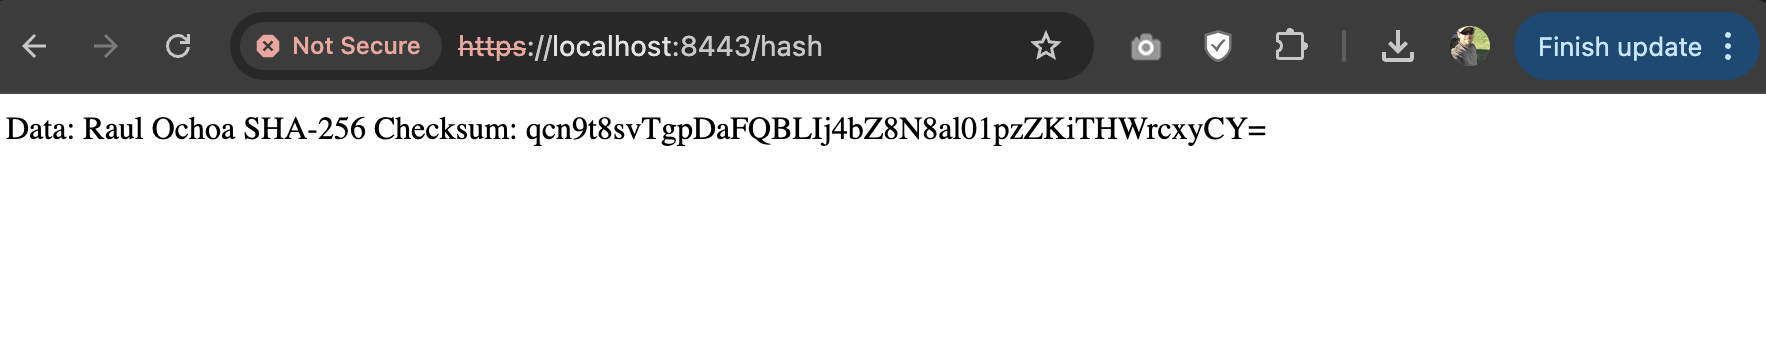 Not Secure https://localhost:8443/hash Finish update
Data: Raul Ochoa SHA-256 Checksum: qcn9t8svTgpDaFQBLIj4bZ8N8al01pzZKiTHWrcxyCY=